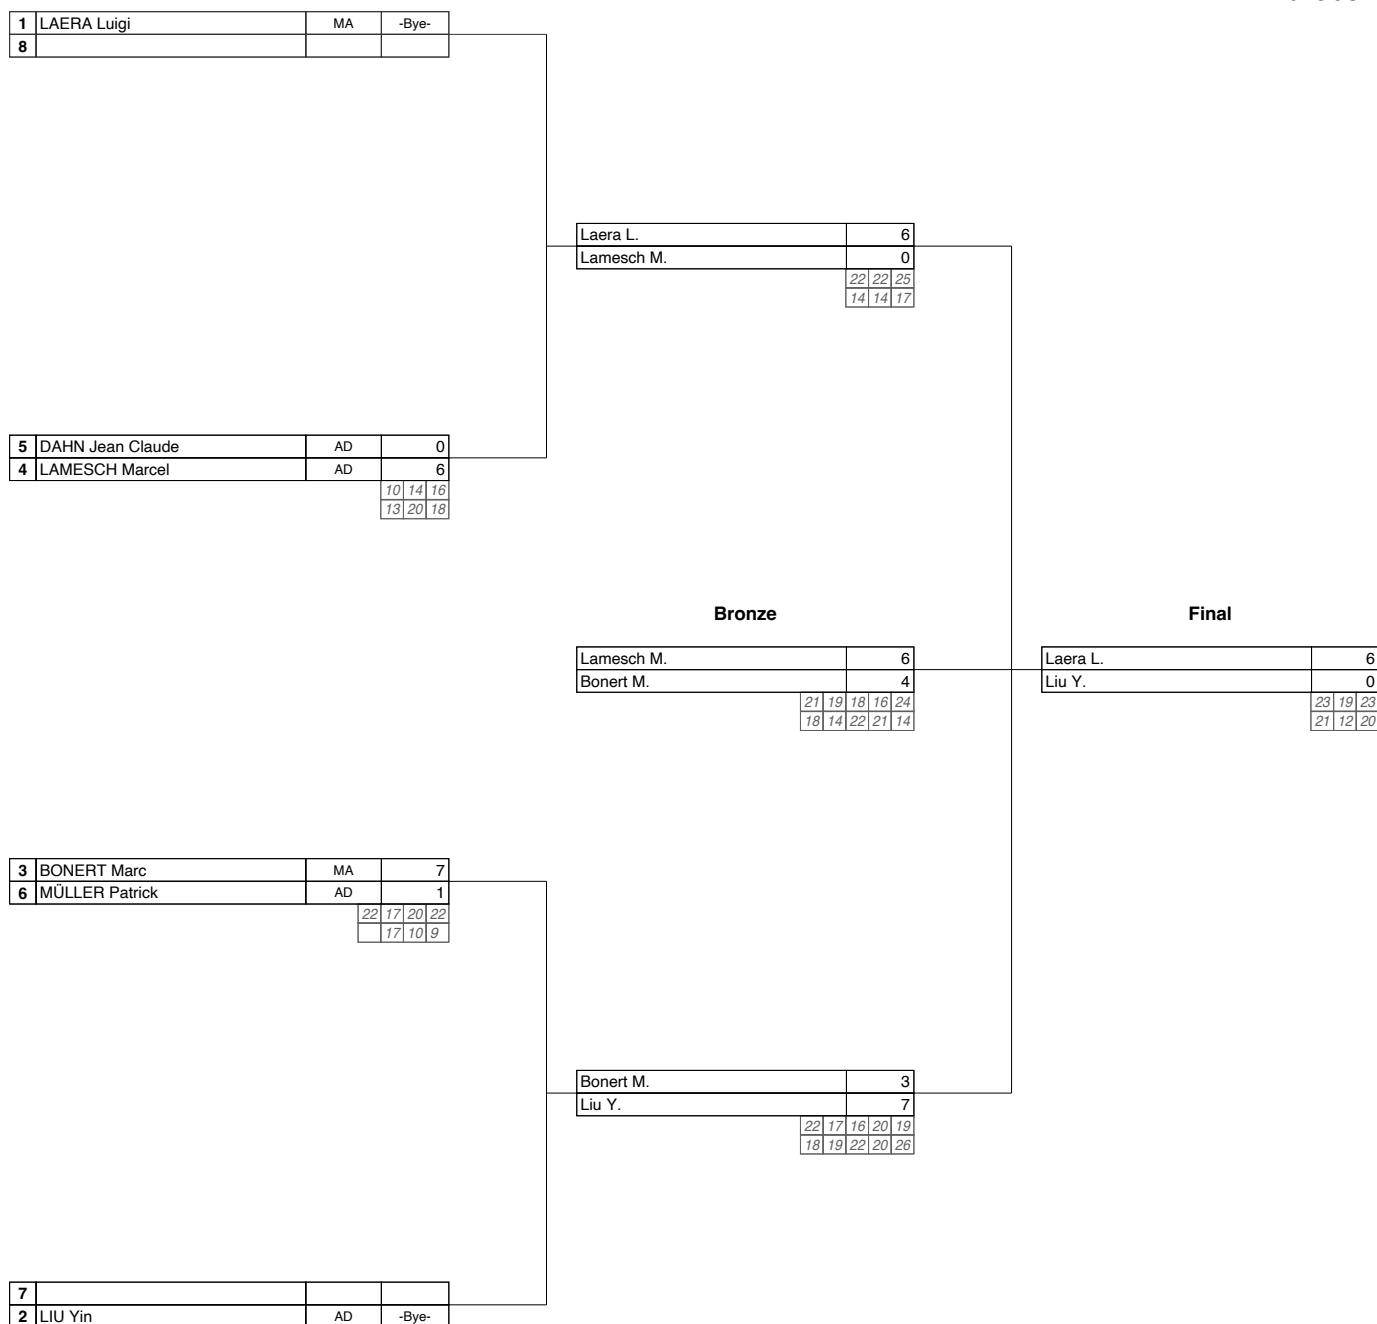 1 LAERA Luigi MA -Bye-
8
Laera L. 6
Lamesch M. 0
22 22 25
14 14 17
5 DAHN Jean Claude AD 0
4 LAMESCH Marcel AD 6
10 14 16
13 20 18
Bronze Final
Lamesch M. 6 Laera L. 6
Bonert M. 4 Liu Y. 0
21 19 18 16 24 23 19 23
18 14 22 21 14 21 12 20
3 BONERT Marc MA 7
6 MÜLLER Patrick AD 1
22 17 20 22
17 10 9
Bonert M. 3
Liu Y. 7
22 17 16 20 19
18 19 22 20 26
7
2 LIU Yin AD -Bye-